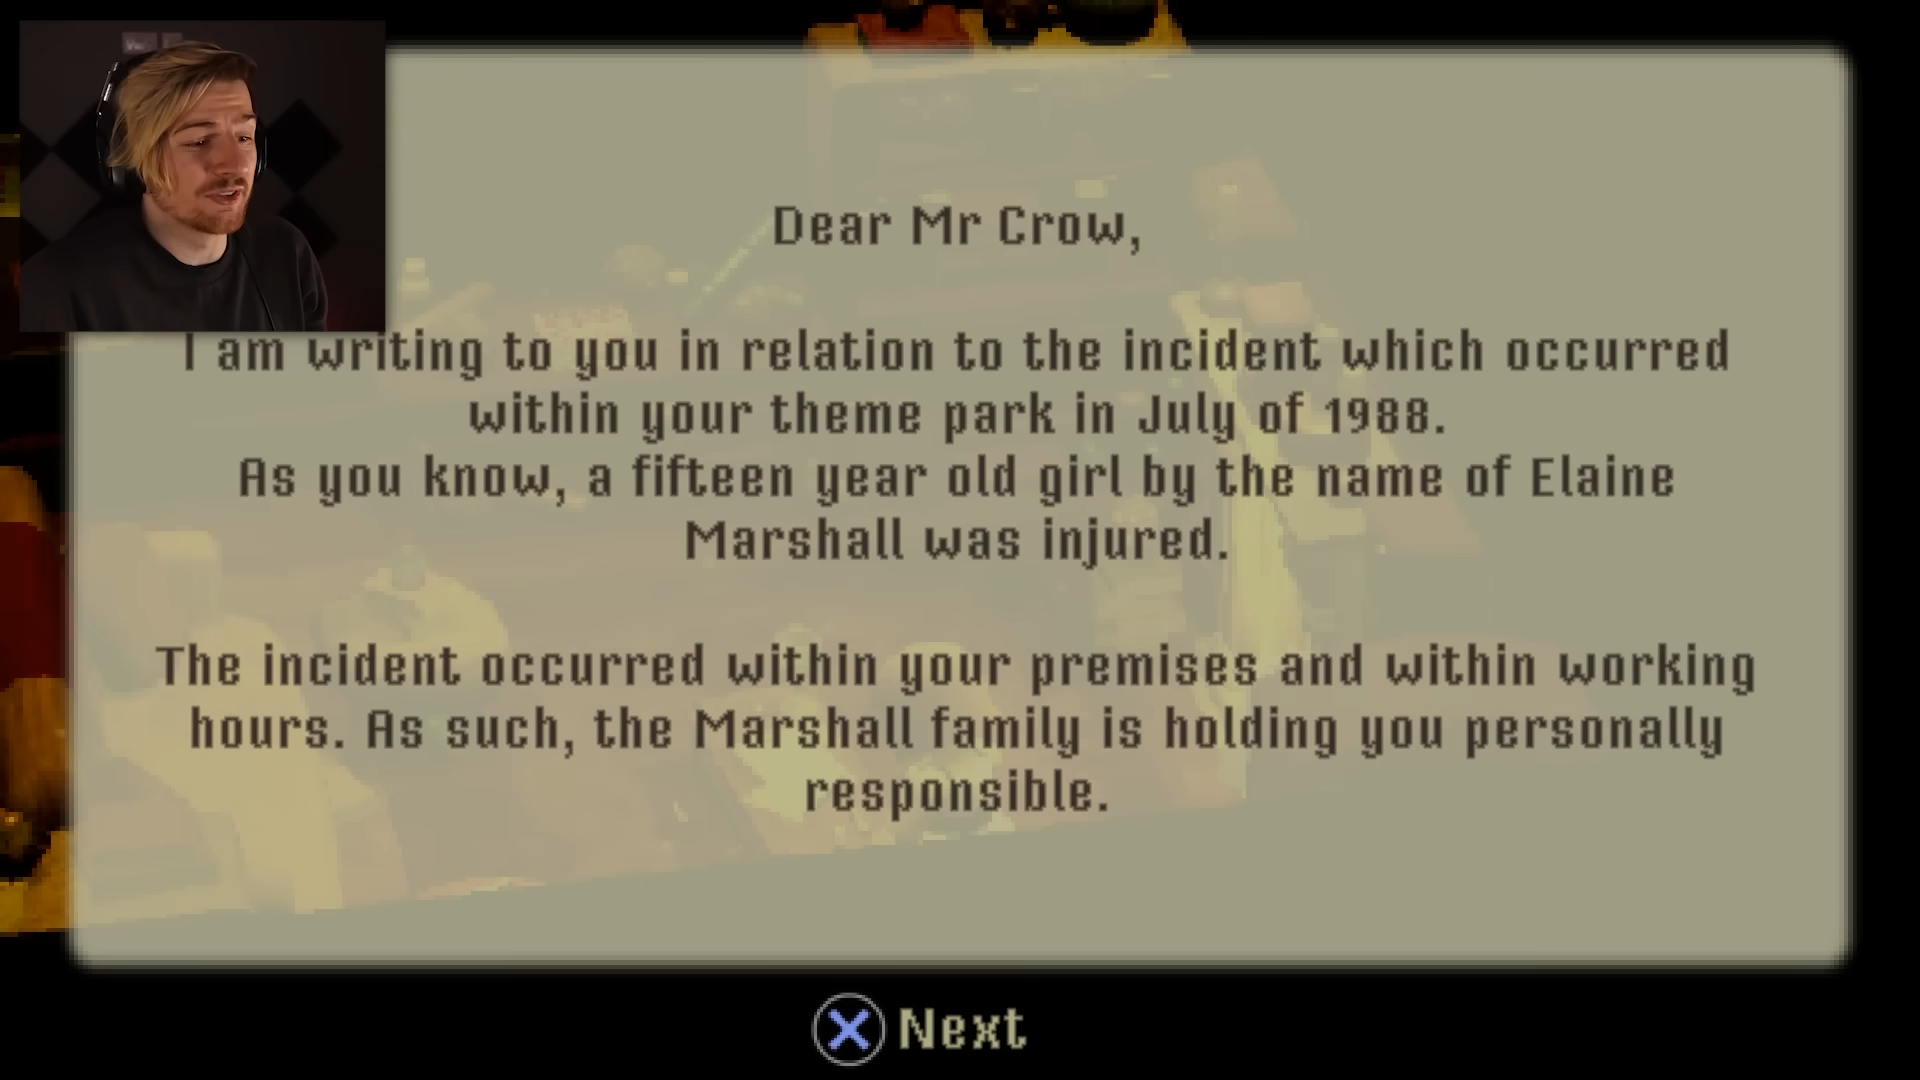 Dear Mr Crow,
I am writing to you in relation to the incident which occurred
within your theme park in July of 1988.
As you know, a fifteen year old girl by the name of Elaine
Marshall was injured.
The incident occurred within your premises and within working
hours. As such, the Marshall family is holding you personally
responsible.
Next